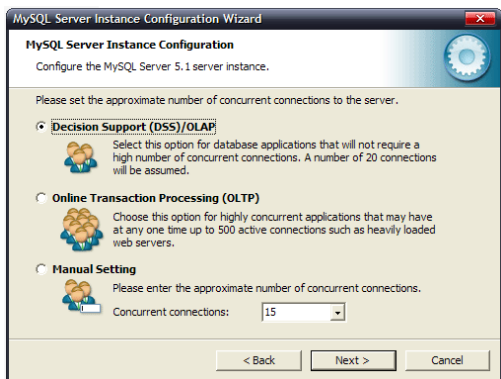 MySQL Server Instance Configuration Wizard
MySQL Server Instance Configuration
Configure the MySQL Server 5.1 server instance.
Please set the approximate number of concurrent connections to the server.
Decision Support (DSS)/OLAP
Select this option for database applications that will not require a
high number of concurrent connections. A number of 20 connections
will be assumed.
Online Transaction Processing (OLTP)
Choose this option for highly concurrent applications that may have
at any one time up to 500 active connections such as heavily loaded
web servers.
Manual Setting
Please enter the approximate number of concurrent connections.
Concurrent connections: 15
< Back Next > Cancel